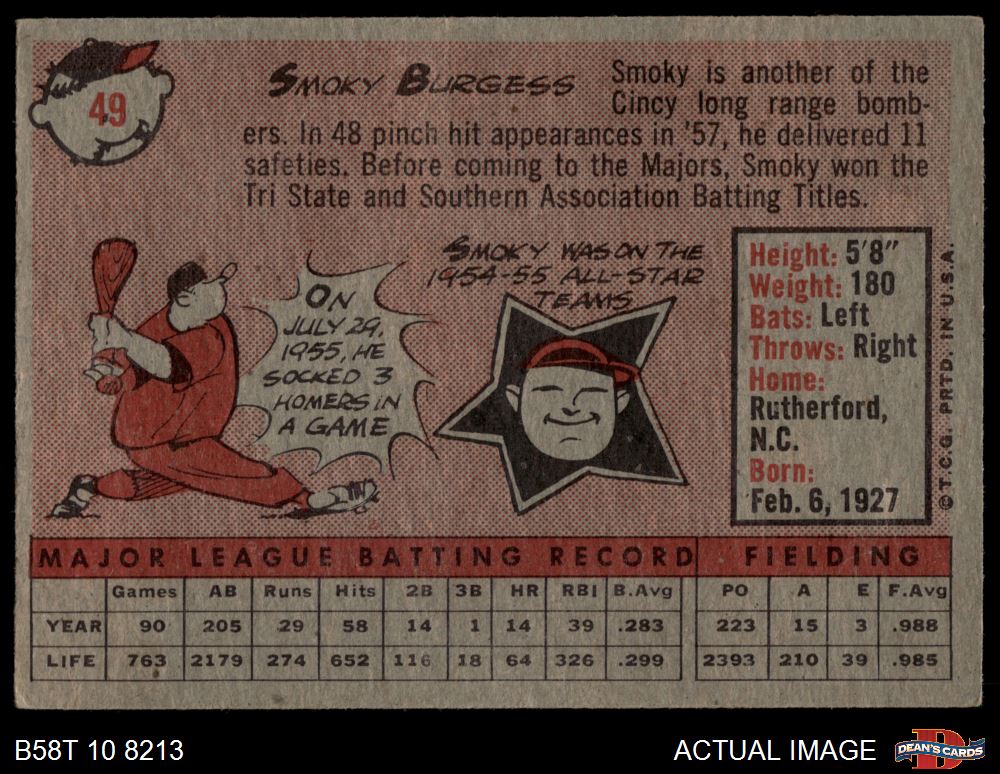 49
SMOKY BURGESS
Smoky is another of the
Cincy long range bomb-
ers. In 48 pinch hit appearances in '57, he delivered 11
safeties. Before coming to the Majors, Smoky won the
Tri State and Southern Association Batting Titles.
ON
JULY 29,
1955, HE
SOCKED 3
HOMERS IN
A GAME
SMOKY WAS ON THE
1954-55 ALL-STAR
TEAMS
Height: 5'8"
Weight: 180
Bats: Left
Throws: Right
Home:
Rutherford,
N.C.
Born:
Feb. 6, 1927
© T.C.G. PRTD. IN U.S.A.
MAJOR LEAGUE BATTING RECORD FIELDING
Games AB Runs Hits 2B 3B HR RBI B.Avg PO A E F.Avg
YEAR 90 205 29 58 14 1 14 39 .283 223 15 3 .988
LIFE 763 2179 274 652 116 18 64 326 .299 2393 210 39 .985
B58T 10 8213
ACTUAL IMAGE
D
DEAN'S CARDS